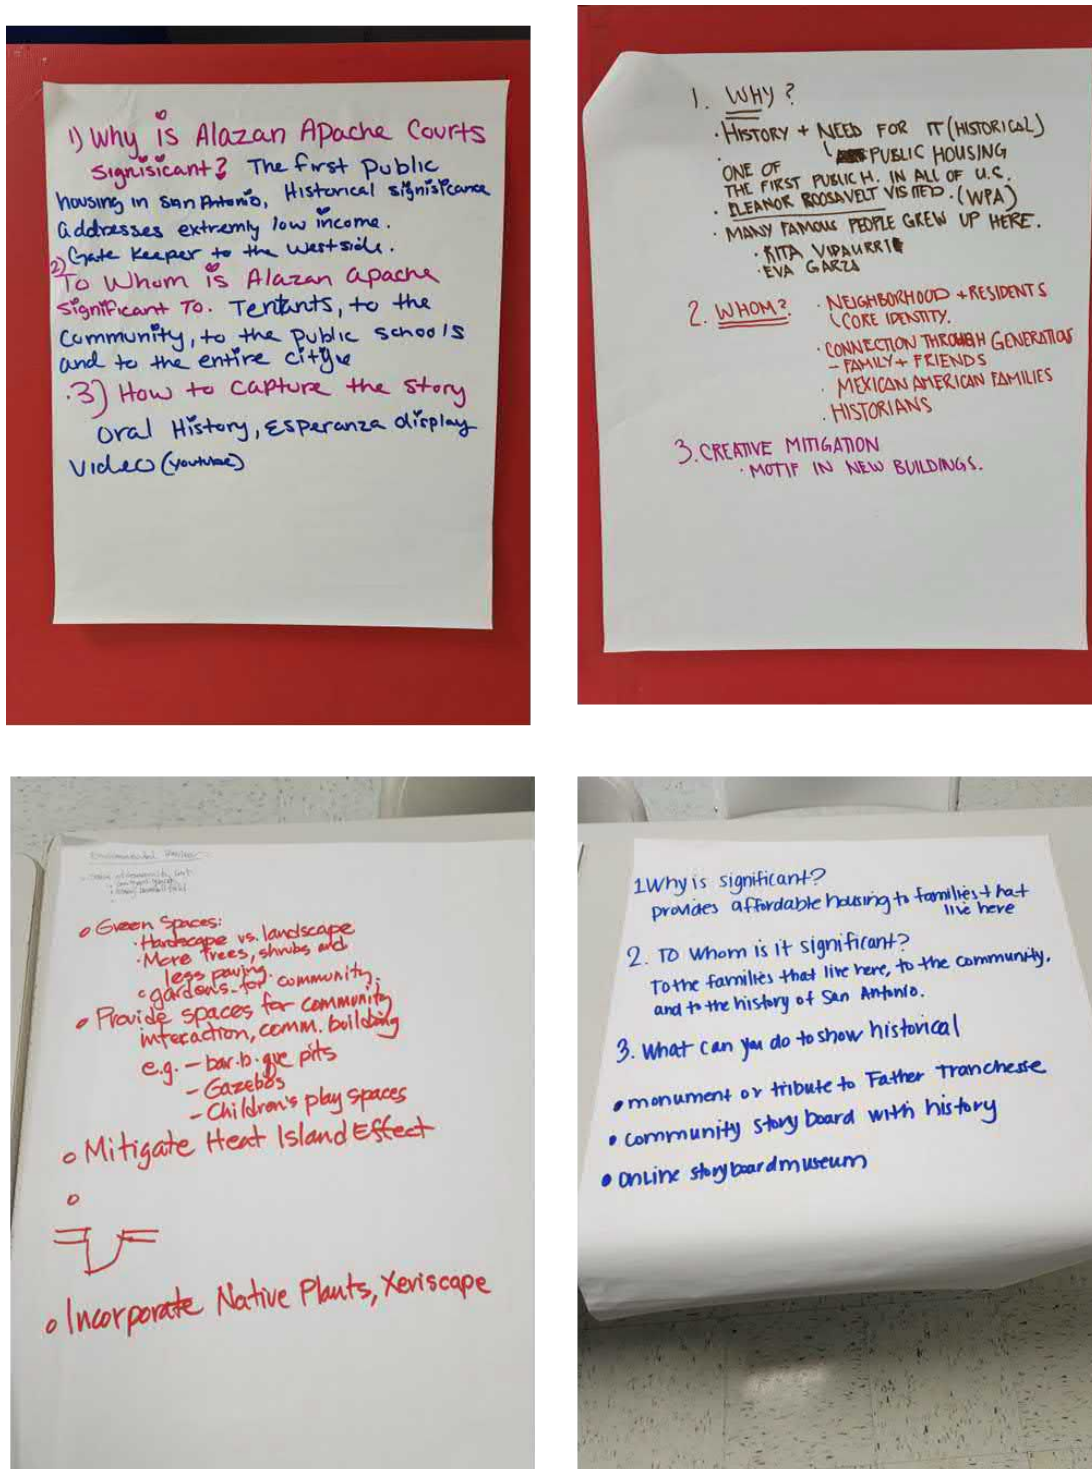 1) Why is Alazan Apache Courts
Signisicant? The first Public
housing in San Antonio, Historical signisicance
addresses extremly low income.
Gate Keeper to the Westside.
2)
To Whom is Alazan apache
significant To. Tentants, to the
Community, to the public schools
and to the entire city
.3) How to capture the story
Oral History, Esperanza display
Video (youtube)
1. WHY?
· HISTORY + NEED FOR IT (HISTORICAL)
PUBLIC HOUSING
· ONE OF
THE FIRST PUBLIC H. IN ALL OF U.S.
· ELEANOR ROOSAVELT VISITED. (WPA)
· MANY FAMOUS PEOPLE GREW UP HERE.
· RITA VIDAURRI
· EVA GARZA
2. WHOM? · NEIGHBORHOOD + RESIDENTS
CORE IDENTITY.
· CONNECTION THROUGH GENERATIONS
- FAMILY + FRIENDS
· MEXICAN AMERICAN FAMILIES
· HISTORIANS
3. CREATIVE MITIGATION
· MOTIF IN NEW BUILDINGS.
Environmental
o Green Spaces:
· Hardscape vs. landscape
· More trees, shrubs and
less paving.
o gardens for community.
o Provide spaces for community
interaction, comm. building
e.g. - bar-b-que pits
- Gazebos
- Children's play spaces
o Mitigate Heat Island Effect
o
o Incorporate Native Plants, Xeriscape
1 Why is significant?
provides affordable housing to families that
live here
2. To Whom is it significant?
To the families that live here, to the community,
and to the history of San Antonio.
3. What can you do to show historical
• monument or tribute to Father Tranchesse
• community story board with history
• online storyboard museum